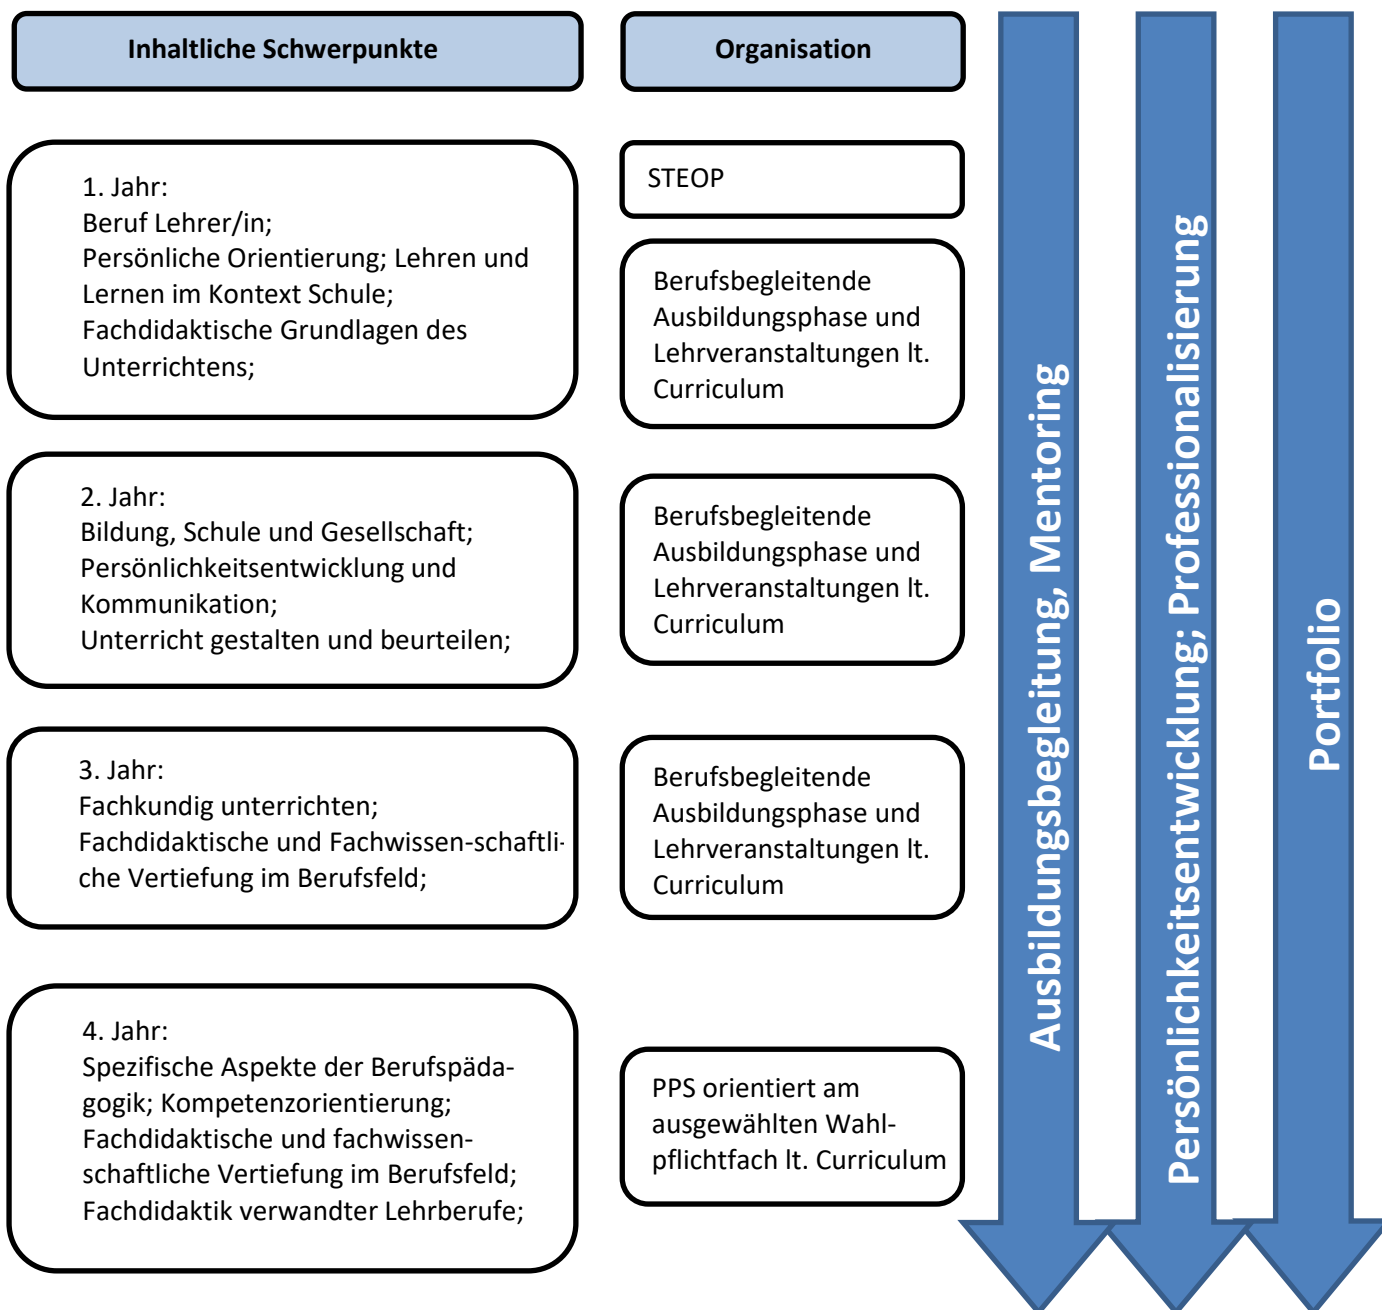 Inhaltliche Schwerpunkte
Organisation
1. Jahr:
Beruf Lehrer/in;
Persönliche Orientierung; Lehren und
Lernen im Kontext Schule;
Fachdidaktische Grundlagen des
Unterrichtens;
STEOP
Berufsbegleitende
Ausbildungsphase und
Lehrveranstaltungen lt.
Curriculum
2. Jahr:
Bildung, Schule und Gesellschaft;
Persönlichkeitsentwicklung und
Kommunikation;
Unterricht gestalten und beurteilen;
Berufsbegleitende
Ausbildungsphase und
Lehrveranstaltungen lt.
Curriculum
3. Jahr:
Fachkundig unterrichten;
Fachdidaktische und Fachwissen-schaftli-
che Vertiefung im Berufsfeld;
Berufsbegleitende
Ausbildungsphase und
Lehrveranstaltungen lt.
Curriculum
4. Jahr:
Spezifische Aspekte der Berufspäda-
gogik; Kompetenzorientierung;
Fachdidaktische und fachwissen-
schaftliche Vertiefung im Berufsfeld;
Fachdidaktik verwandter Lehrberufe;
PPS orientiert am
ausgewählten Wahl-
pflichtfach lt. Curriculum
Ausbildungsbegleitung, Mentoring
Persönlichkeitsentwicklung; Professionalisierung
Portfolio